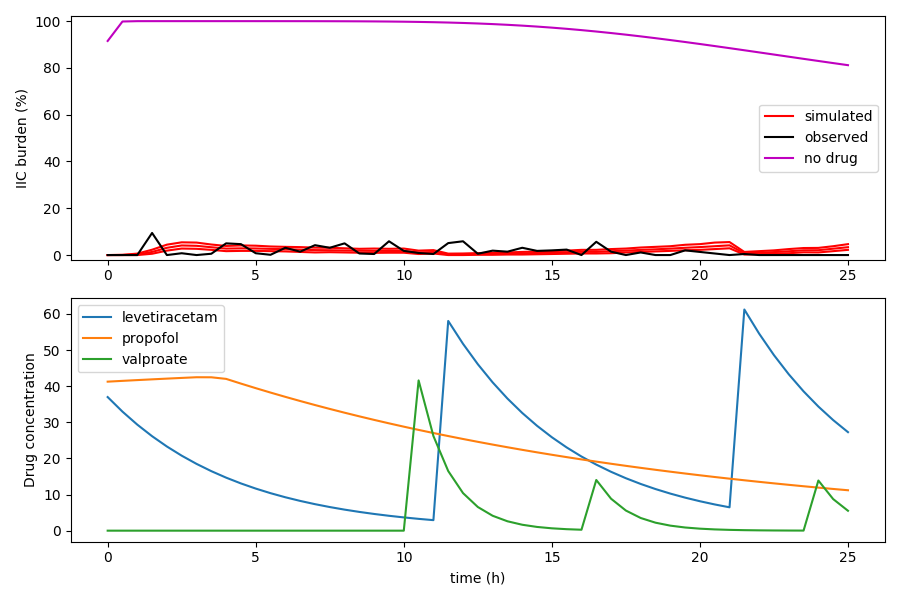 100
80
60
40
20
0
IIC burden (%)
simulated
observed
no drug
0 5 10 15 20 25
60
50
40
30
20
10
0
Drug concentration
levetiracetam
propofol
valproate
0 5 10 15 20 25
time (h)